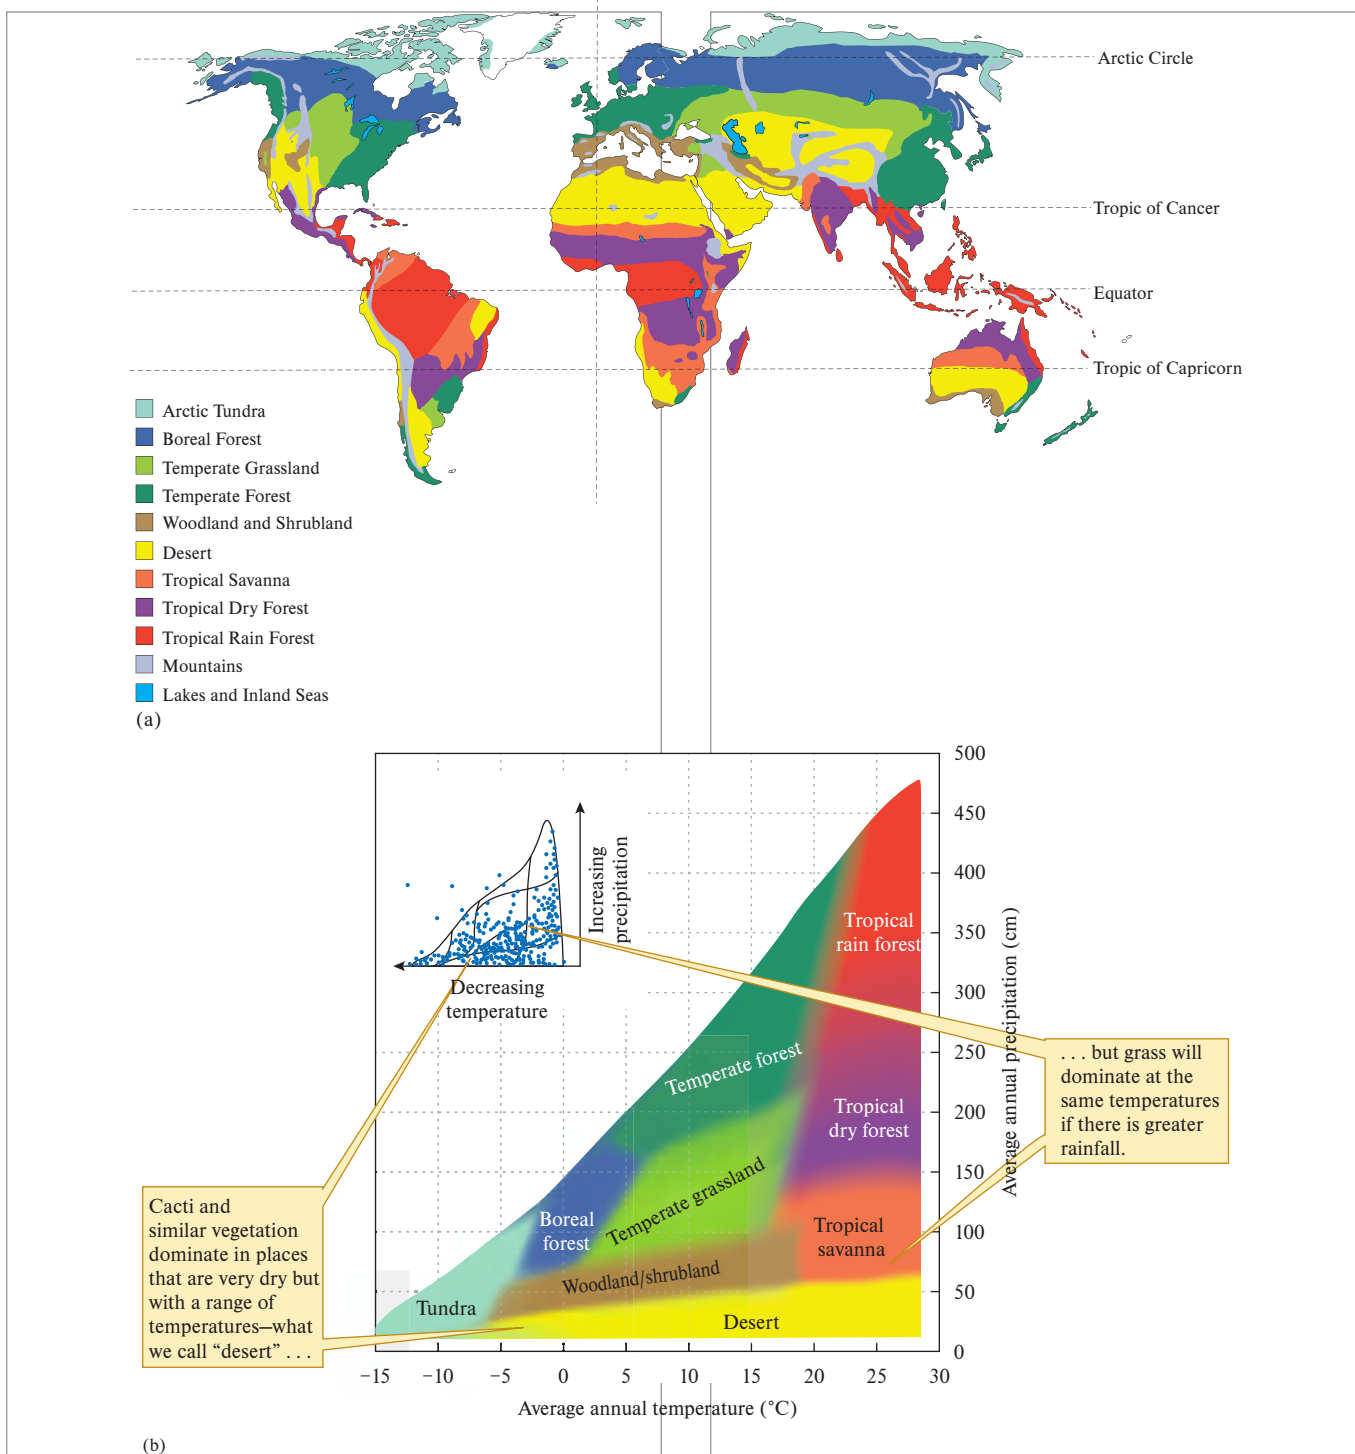 Arctic Circle
Tropic of Cancer
Equator
Tropic of Capricorn
Arctic Tundra
Boreal Forest
Temperate Grassland
Temperate Forest
Woodland and Shrubland
Desert
Tropical Savanna
Tropical Dry Forest
Tropical Rain Forest
Mountains
Lakes and Inland Seas
(a)
500
450
400
350
300
250
200
150
100
50
0
Average annual precipitation (cm)
Increasing
precipitation
Decreasing
temperature
Tropical
rain forest
Temperate forest
Tropical
dry forest
Temperate grassland
Boreal
forest
Tropical
savanna
Woodland/shrubland
Tundra
Desert
. . . but grass will
dominate at the
same temperatures
if there is greater
rainfall.
Cacti and
similar vegetation
dominate in places
that are very dry but
with a range of
temperatures—what
we call “desert” . . .
−15 −10 −5 0 5 10 15 20 25 30
Average annual temperature (°C)
(b)